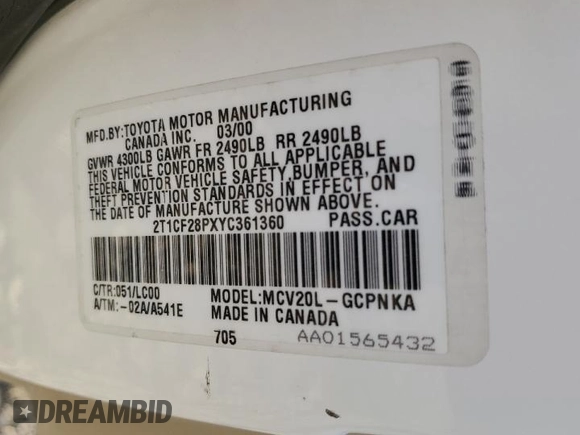 MFD.BY:TOYOTA MOTOR MANUFACTURING
CANADA INC. 03/00
GVWR 4300LB GAWR FR 2490LB RR 2490LB
THIS VEHICLE CONFORMS TO ALL APPLICABLE
FEDERAL MOTOR VEHICLE SAFETY,BUMPER, AND
THEFT PREVENTION STANDARDS IN EFFECT ON
THE DATE OF MANUFACTURE SHOWN ABOVE.
2T1CF28PXYC361360 PASS.CAR
C/TR:051/LC00 MODEL:MCV20L-GCPNKA
A/TM:-02A/A541E MADE IN CANADA
705 AA01565432
DREAMBID